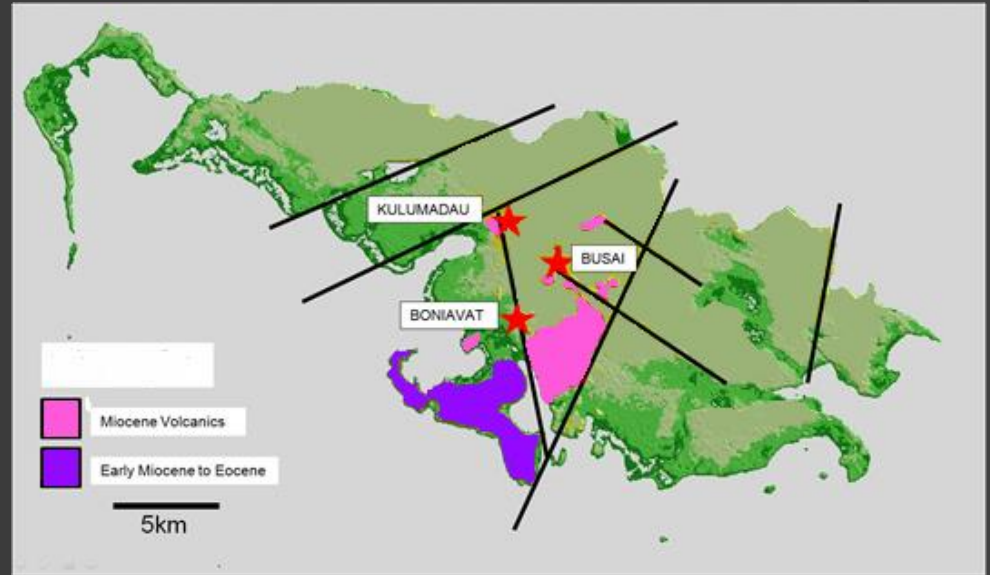 KULUMADAU
BUSAI
BONIAVAT
Miocene Volcanics
Early Miocene to Eocene
5km